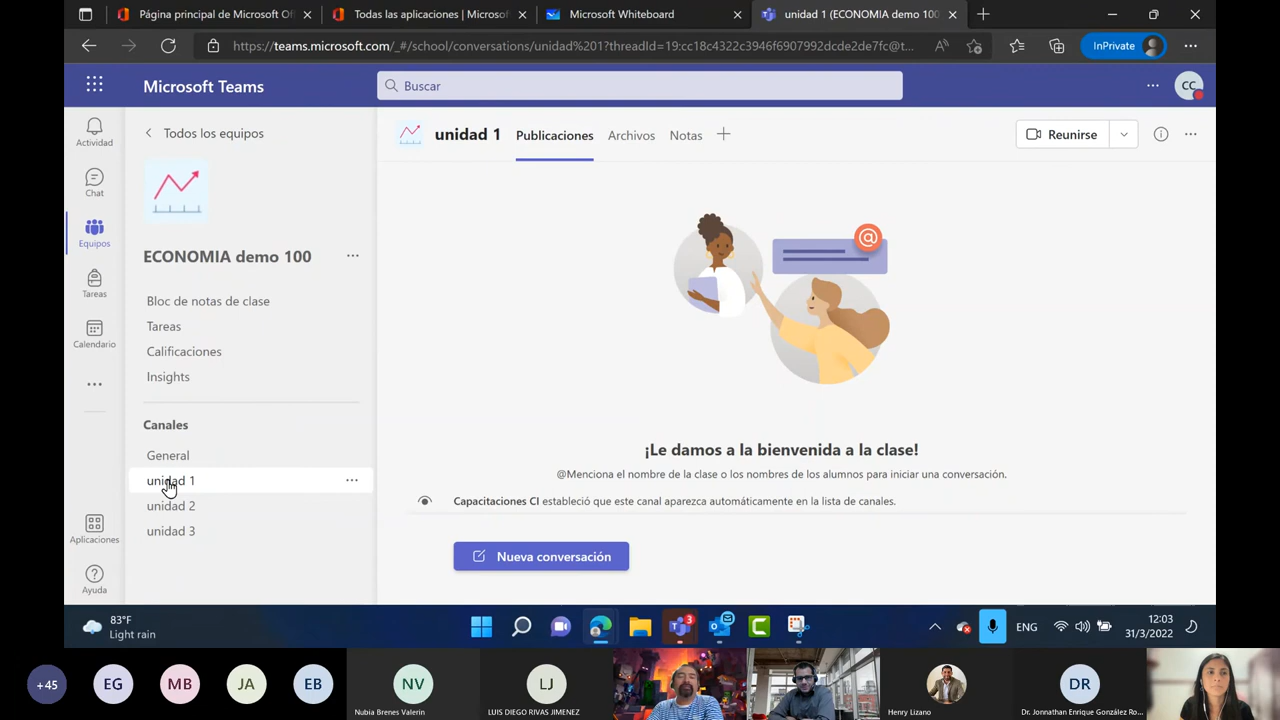 Página principal de Microsoft Of
Todas las aplicaciones | Microsof
Microsoft Whiteboard
unidad 1 (ECONOMIA demo 100
https://teams.microsoft.com/_#/school/conversations/unidad%201?threadId=19:cc18c4322c3946f6907992dcde2de7fc@t...
InPrivate
Microsoft Teams
Buscar
CC
Actividad
Chat
Equipos
Tareas
Calendario
Aplicaciones
Ayuda
Todos los equipos
ECONOMIA demo 100
Bloc de notas de clase
Tareas
Calificaciones
Insights
Canales
General
unidad 1
unidad 2
unidad 3
unidad 1
Publicaciones
Archivos
Notas
Reunirse
@
¡Le damos a la bienvenida a la clase!
@Menciona el nombre de la clase o los nombres de los alumnos para iniciar una conversación.
Capacitaciones CI estableció que este canal aparezca automáticamente en la lista de canales.
Nueva conversación
83°F
Light rain
3
ENG
12:03
31/3/2022
+45
EG
MB
JA
EB
NV
Nubia Brenes Valerin
LJ
LUIS DIEGO RIVAS JIMENEZ
Henry Lizano
DR
Dr. Jonnathan Enrique González Ro...